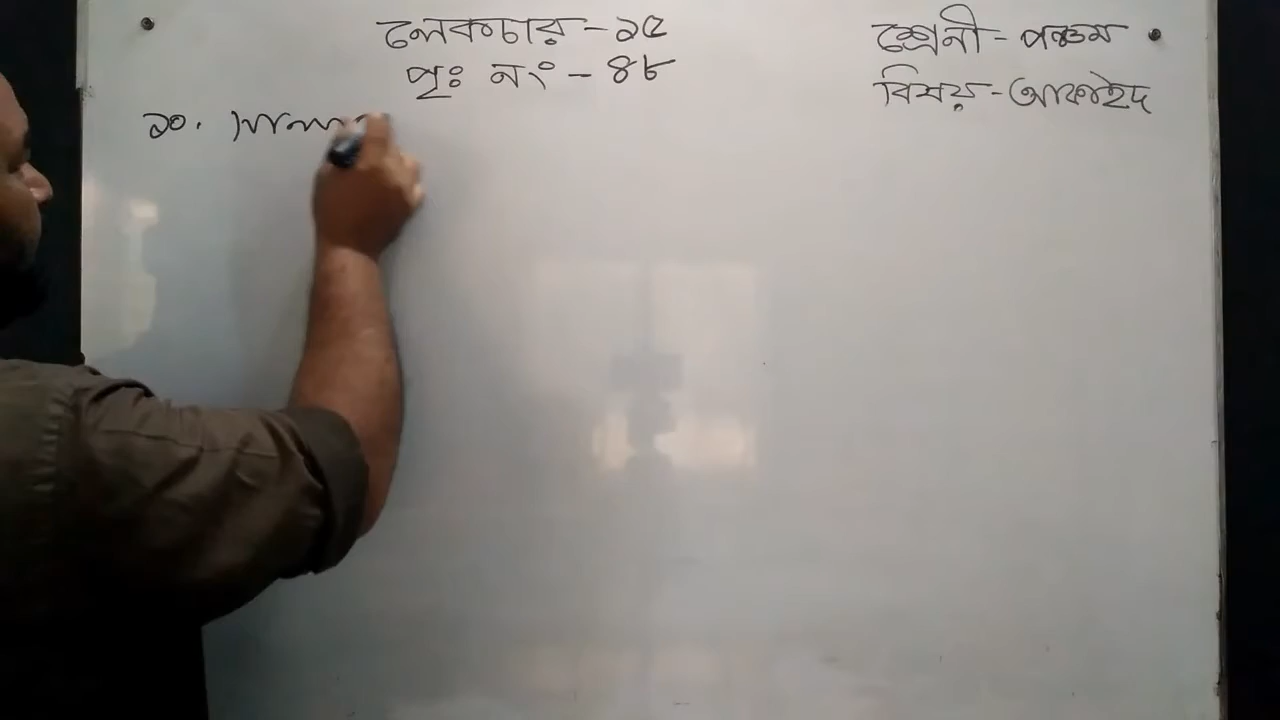 লেকচার - ১৫
পৃঃ নং - ৪৮
শ্রেনী - পঞ্চম
বিষয় - আকাইদ
১০.